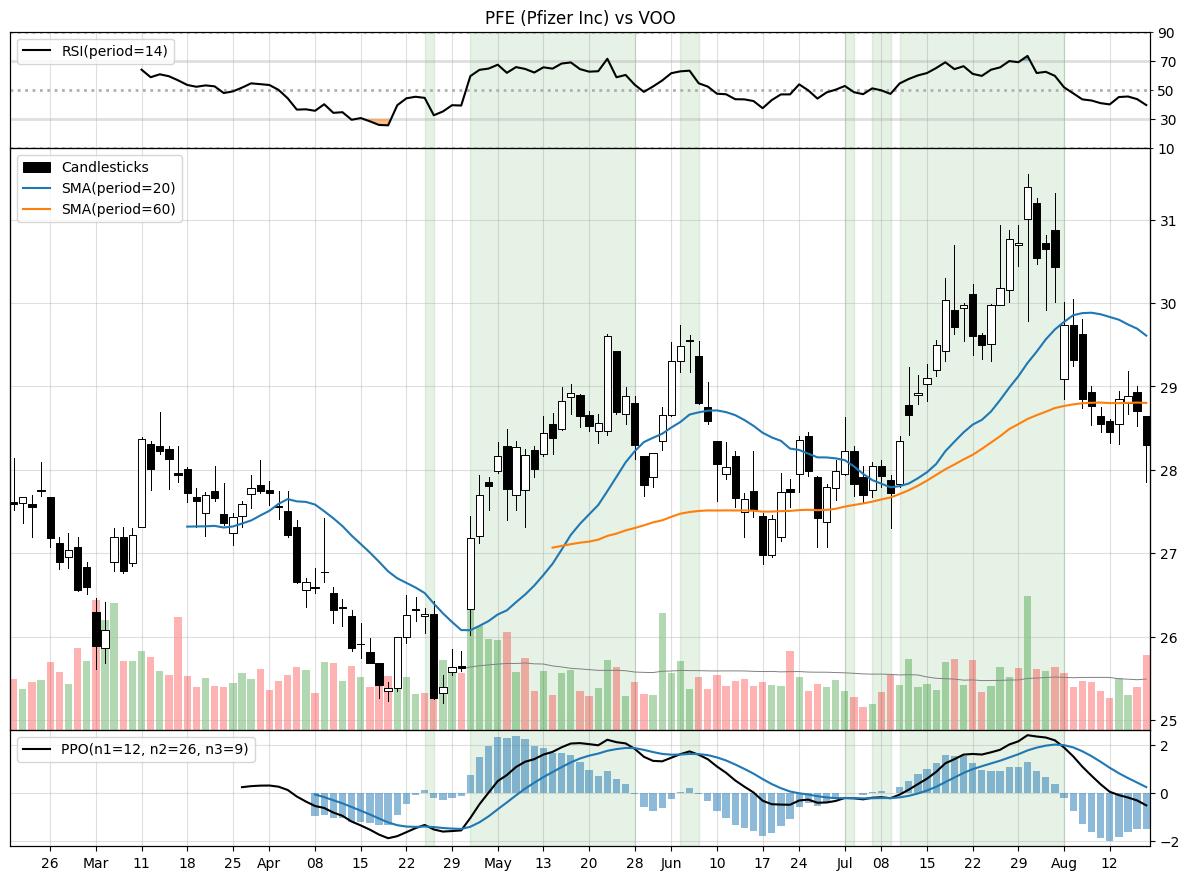 PFE (Pfizer Inc) vs VOO
RSI(period=14)
90
70
50
30
10
Candlesticks
SMA(period=20)
SMA(period=60)
31
30
29
28
27
26
25
PPO(n1=12, n2=26, n3=9)
2
0
−2
26 Mar 11 18 25 Apr 08 15 22 29 May 13 20 28 Jun 10 17 24 Jul 08 15 22 29 Aug 12